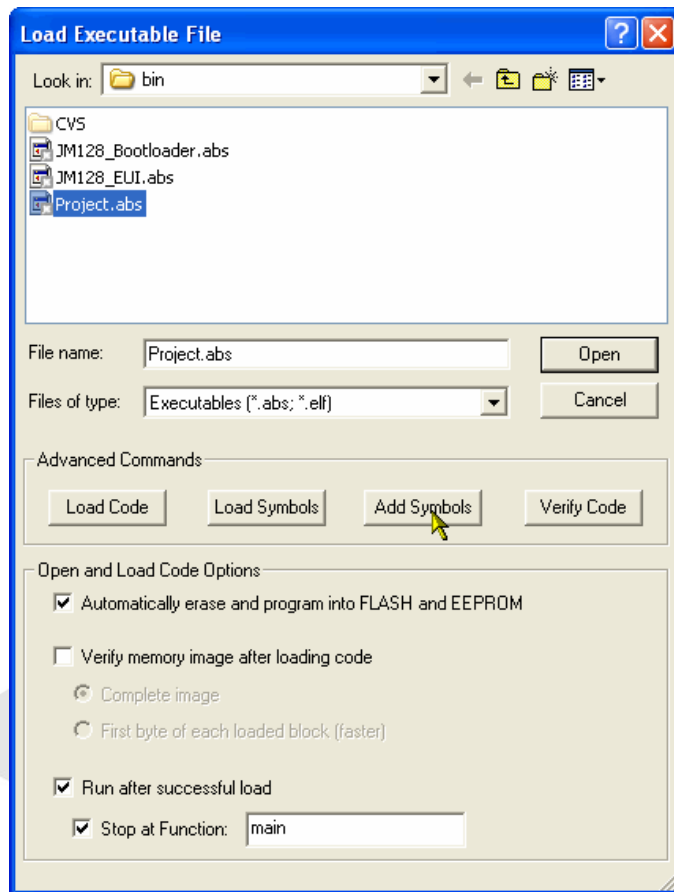 Load Executable File
Look in: bin
CVS
JM128_Bootloader.abs
JM128_EUI.abs
Project.abs
File name: Project.abs Open
Files of type: Executables (*.abs; *.elf) Cancel
Advanced Commands
Load Code Load Symbols Add Symbols Verify Code
Open and Load Code Options
Automatically erase and program into FLASH and EEPROM
Verify memory image after loading code
Complete image
First byte of each loaded block (faster)
Run after successful load
Stop at Function: main